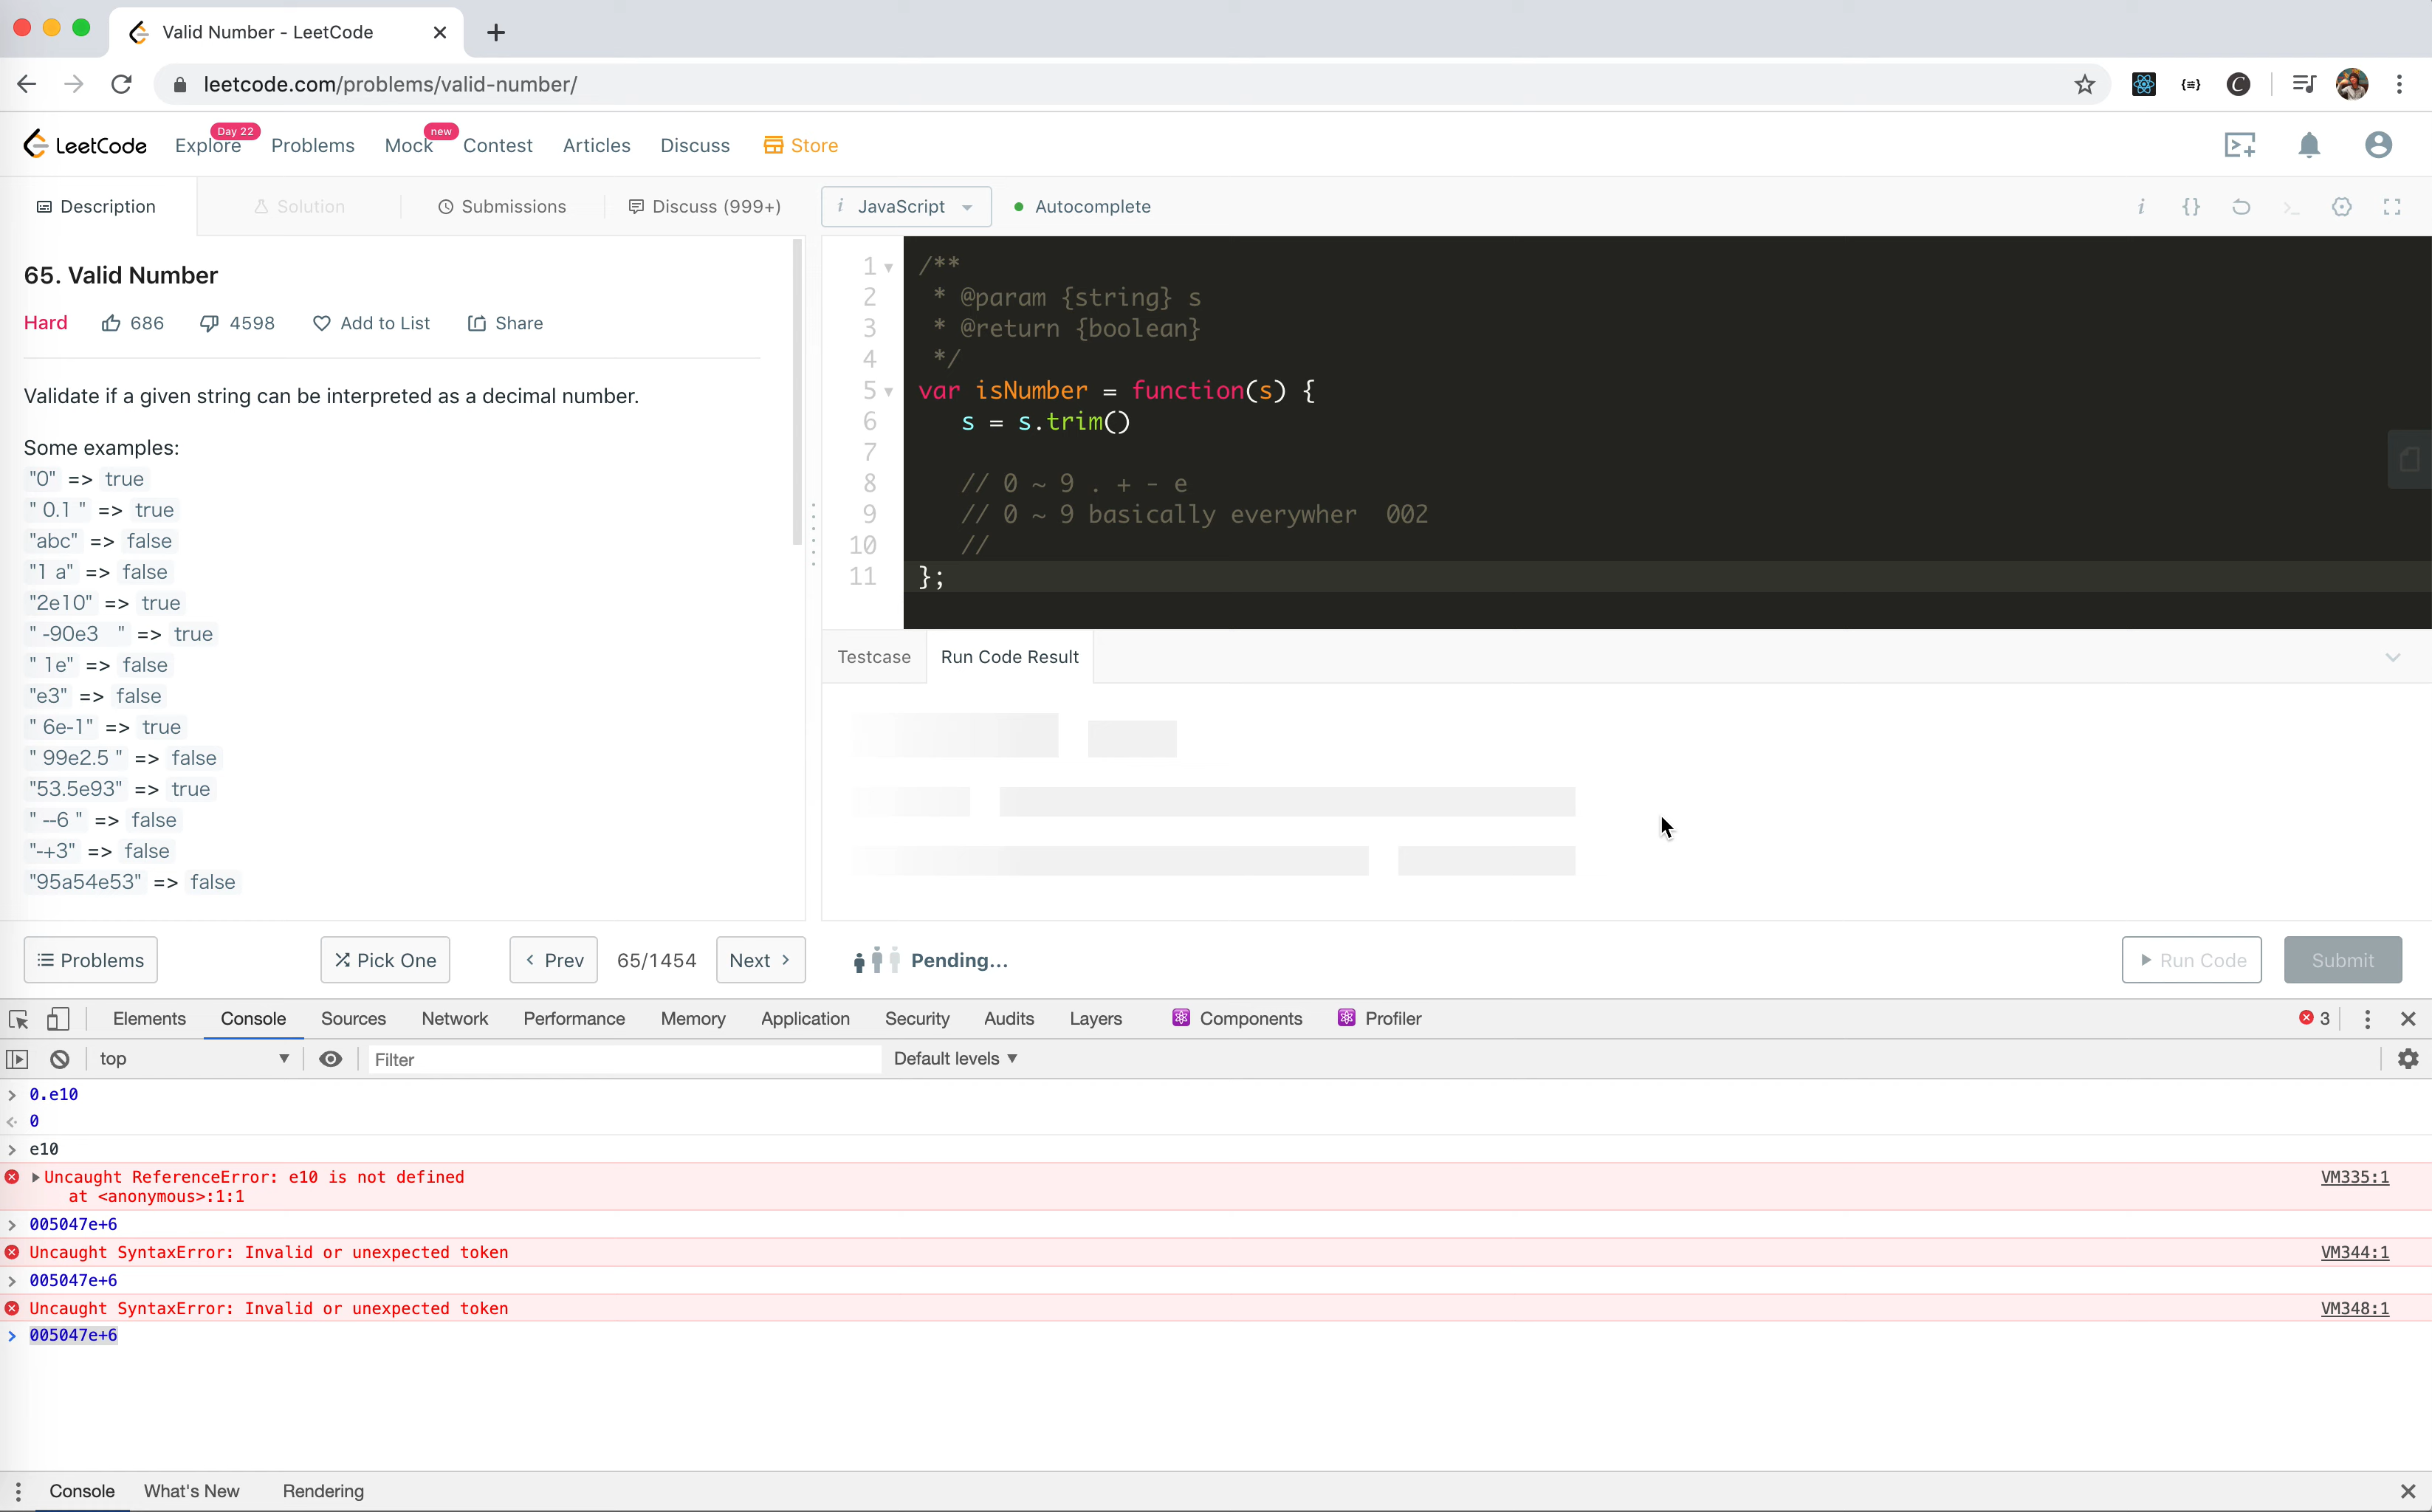 Valid Number - LeetCode
leetcode.com/problems/valid-number/
LeetCode
Explore Day 22 Problems Mock new Contest Articles Discuss Store
Description Solution Submissions Discuss (999+)
i JavaScript Autocomplete i {} >_
65. Valid Number
Hard 686 4598 Add to List Share
Validate if a given string can be interpreted as a decimal number.
Some examples:
"0" => true
" 0.1 " => true
"abc" => false
"1 a" => false
"2e10" => true
" -90e3   " => true
" 1e" => false
"e3" => false
" 6e-1" => true
" 99e2.5 " => false
"53.5e93" => true
" --6 " => false
"-+3" => false
"95a54e53" => false
1 /**
2 * @param {string} s
3 * @return {boolean}
4 */
5 var isNumber = function(s) {
6 s = s.trim()
7
8 // 0 ~ 9 . + - e
9 // 0 ~ 9 basically everywher  002
10 //
11 };
Testcase Run Code Result
Problems Pick One Prev 65/1454 Next Pending... Run Code Submit
Elements Console Sources Network Performance Memory Application Security Audits Layers Components Profiler 3
top Filter Default levels
> 0.e10
0
> e10
Uncaught ReferenceError: e10 is not defined VM335:1
at <anonymous>:1:1
> 005047e+6
Uncaught SyntaxError: Invalid or unexpected token VM344:1
> 005047e+6
Uncaught SyntaxError: Invalid or unexpected token VM348:1
> 005047e+6
Console What's New Rendering